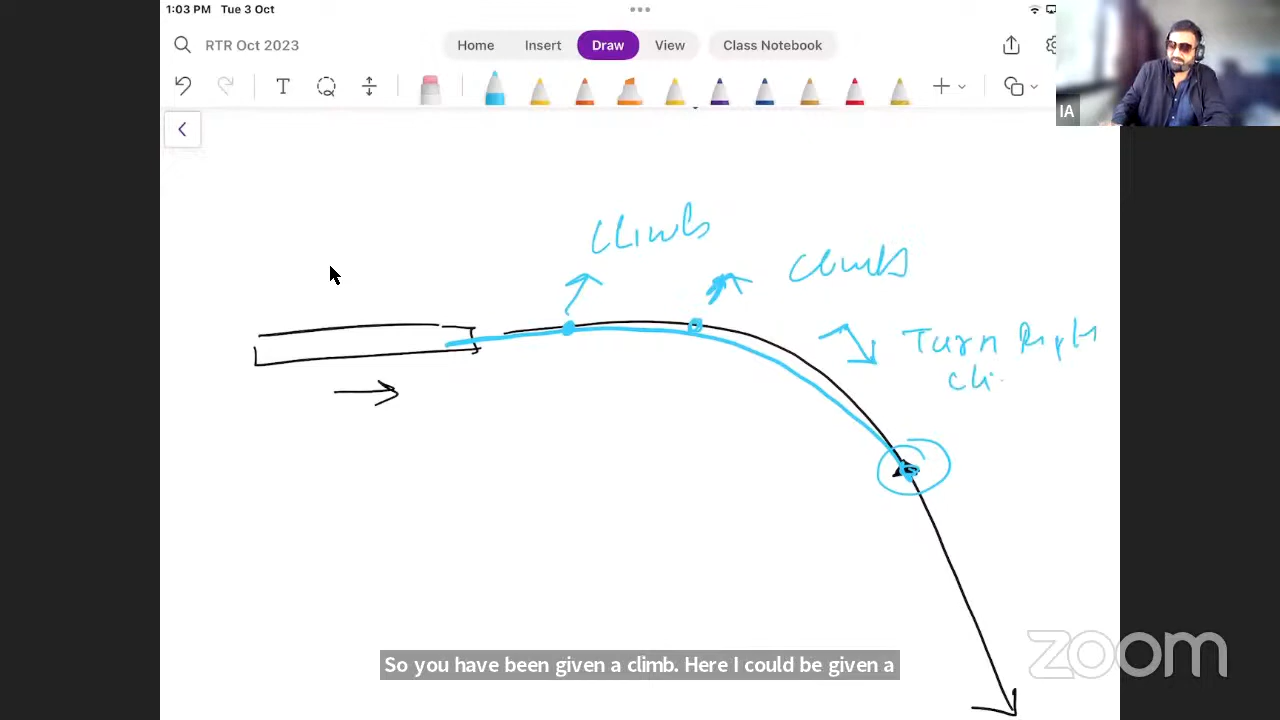 1:03 PM Tue 3 Oct
RTR Oct 2023
Home Insert Draw View Class Notebook
IA
Climb
Climb
Turn Right
Cli
So you have been given a climb. Here I could be given a
zoom